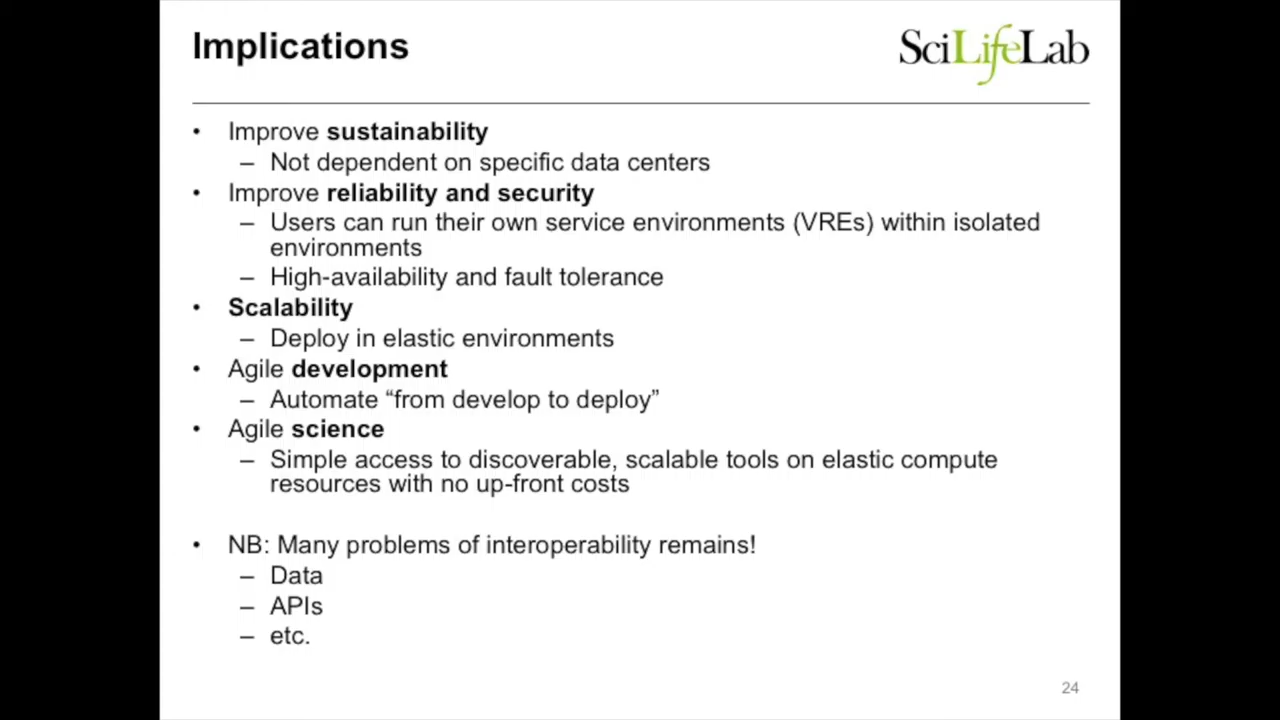 Implications
SciLifeLab
• Improve sustainability
– Not dependent on specific data centers
• Improve reliability and security
– Users can run their own service environments (VREs) within isolated
environments
– High-availability and fault tolerance
• Scalability
– Deploy in elastic environments
• Agile development
– Automate “from develop to deploy”
• Agile science
– Simple access to discoverable, scalable tools on elastic compute
resources with no up-front costs
• NB: Many problems of interoperability remains!
– Data
– APIs
– etc.
24